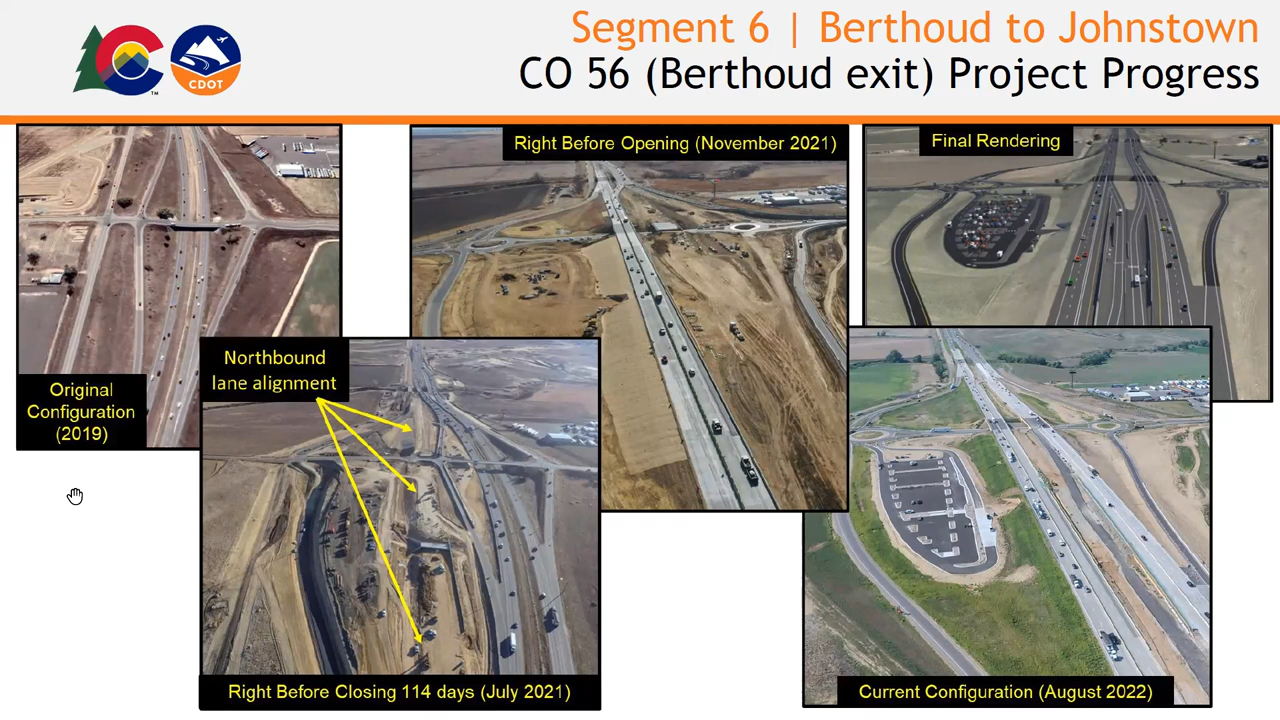 Segment 6 | Berthoud to Johnstown
CO 56 (Berthoud exit) Project Progress
TM
CDOT
Original
Configuration
(2019)
Northbound
lane alignment
Right Before Closing 114 days (July 2021)
Right Before Opening (November 2021)
Final Rendering
Current Configuration (August 2022)